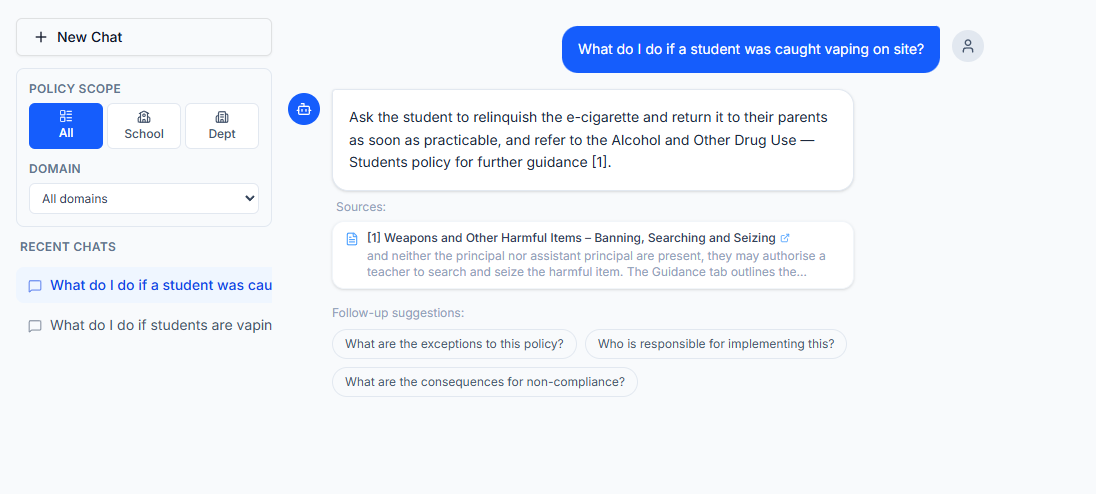 New Chat
POLICY SCOPE
All
School
Dept
DOMAIN
All domains
RECENT CHATS
What do I do if a student was cau
What do I do if students are vapin
What do I do if a student was caught vaping on site?
Ask the student to relinquish the e-cigarette and return it to their parents
as soon as practicable, and refer to the Alcohol and Other Drug Use —
Students policy for further guidance [1].
Sources:
[1] Weapons and Other Harmful Items – Banning, Searching and Seizing
and neither the principal nor assistant principal are present, they may authorise a
teacher to search and seize the harmful item. The Guidance tab outlines the...
Follow-up suggestions:
What are the exceptions to this policy?
Who is responsible for implementing this?
What are the consequences for non-compliance?